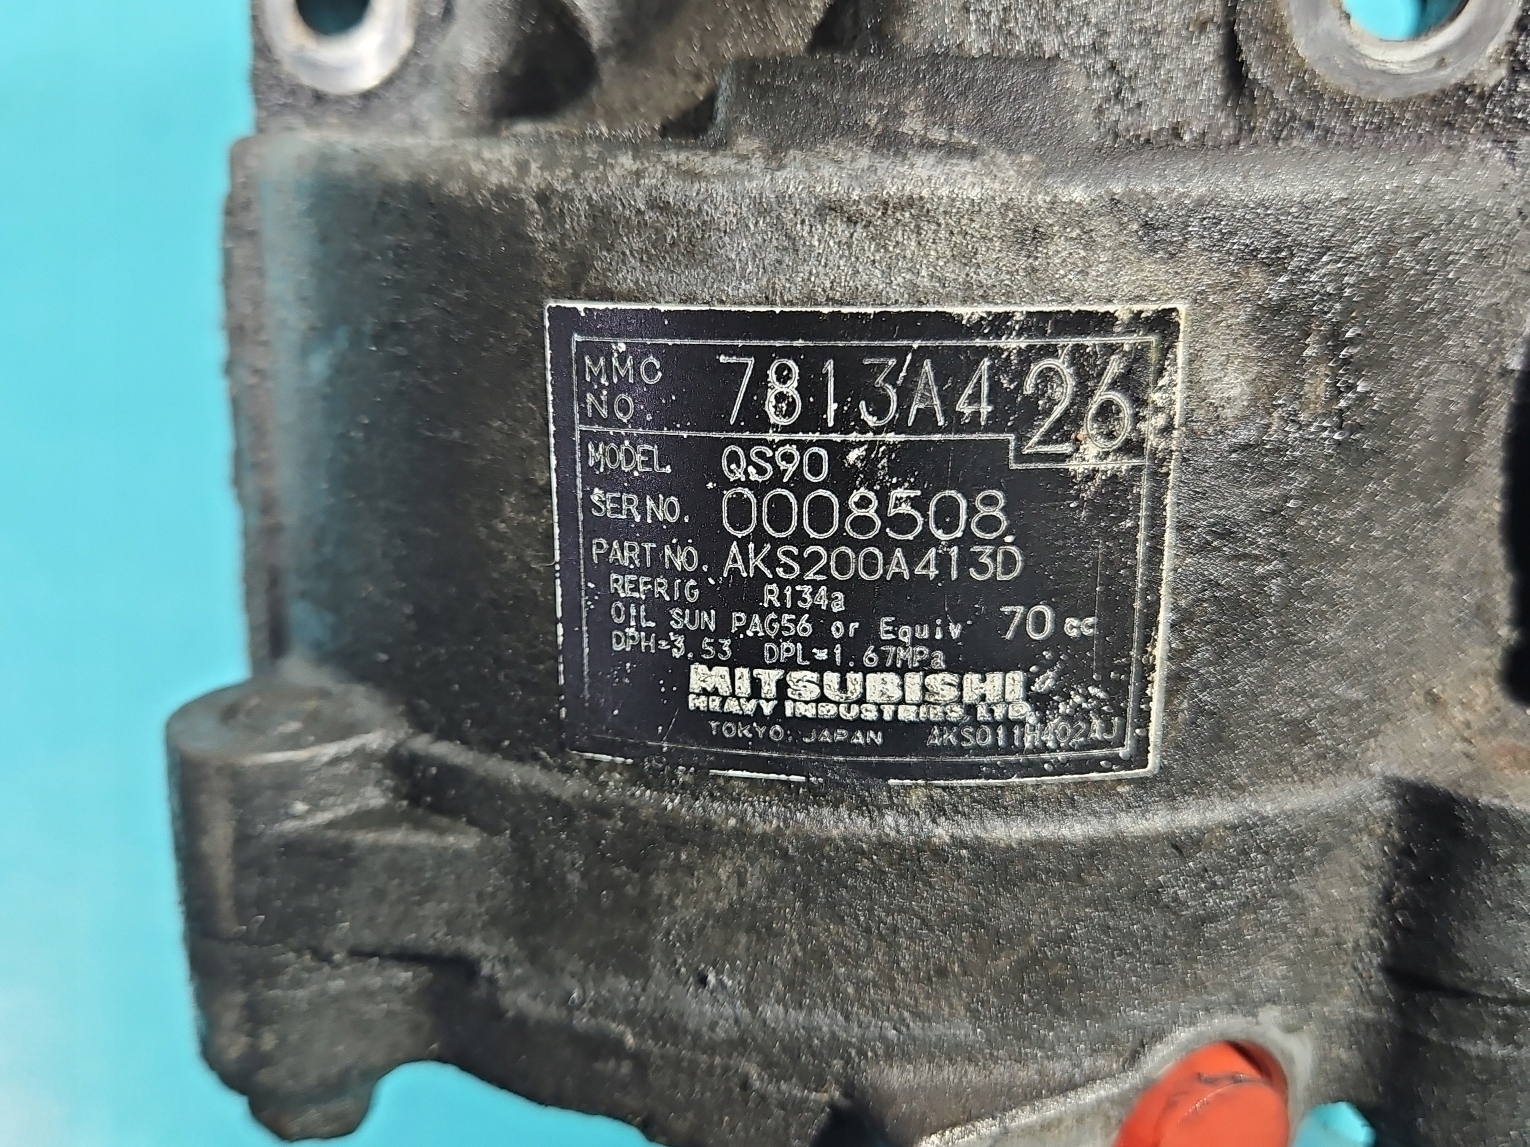 MMC NO. 7813A426
MODEL QS90
SER NO. 0008508
PART NO. AKS200A413D
REFRIG R134a
OIL SUN PAG56 or Equiv 70 cc
DPH=3.53 DPL=1.67MPa
MITSUBISHI
HEAVY INDUSTRIES, LTD.
TOKYO, JAPAN AKS011H402AJ